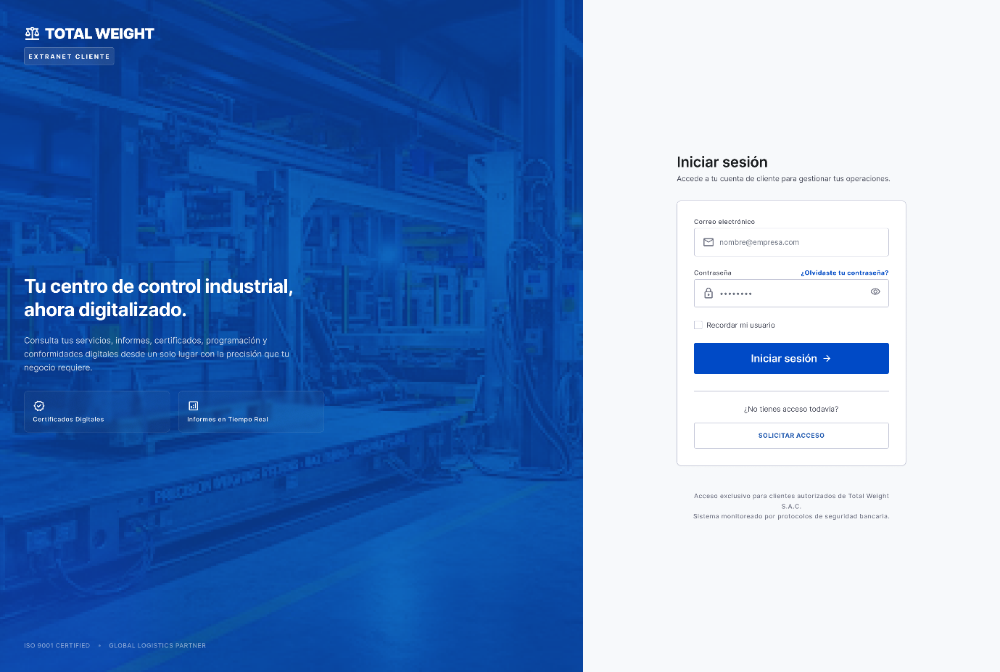 TOTAL WEIGHT
EXTRANET CLIENTE
Tu centro de control industrial,
ahora digitalizado.
Consulta tus servicios, informes, certificados, programación y
conformidades digitales desde un solo lugar con la precisión que tu
negocio requiere.
Certificados Digitales
Informes en Tiempo Real
ISO 9001 CERTIFIED • GLOBAL LOGISTICS PARTNER
Iniciar sesión
Accede a tu cuenta de cliente para gestionar tus operaciones.
Correo electrónico
nombre@empresa.com
Contraseña
¿Olvidaste tu contraseña?
••••••••
Recordar mi usuario
Iniciar sesión →
¿No tienes acceso todavía?
SOLICITAR ACCESO
Acceso exclusivo para clientes autorizados de Total Weight
S.A.C.
Sistema monitoreado por protocolos de seguridad bancaria.